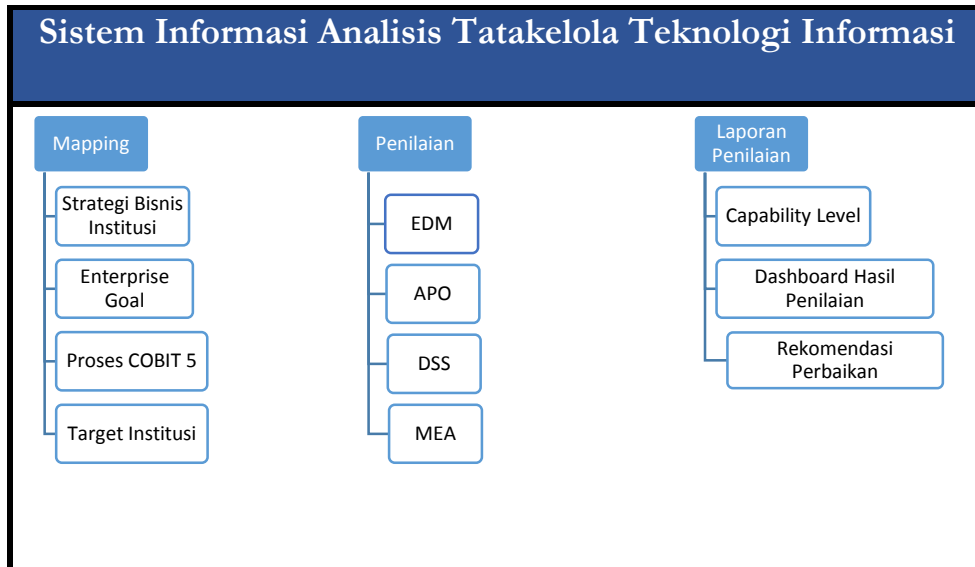 Sistem Informasi Analisis Tatakelola Teknologi Informasi
Mapping
Strategi Bisnis
Institusi
Enterprise
Goal
Proses COBIT 5
Target Institusi
Penilaian
EDM
APO
DSS
MEA
Laporan
Penilaian
Capability Level
Dashboard Hasil
Penilaian
Rekomendasi
Perbaikan